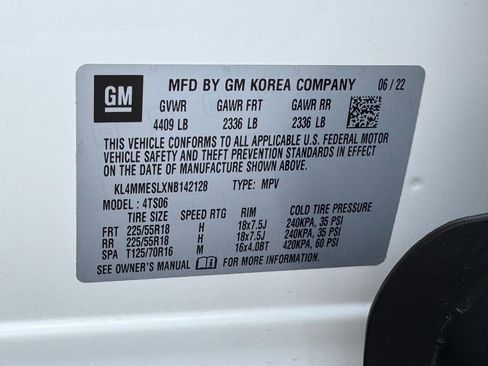 GM
MFD BY GM KOREA COMPANY 06/22
GVWR GAWR FRT GAWR RR
4409 LB 2336 LB 2336 LB
THIS VEHICLE CONFORMS TO ALL APPLICABLE U.S. FEDERAL MOTOR
VEHICLE SAFETY AND THEFT PREVENTION STANDARDS IN EFFECT
ON THE DATE OF MANUFACTURE SHOWN ABOVE.
KL4MMESLXNB142128 TYPE: MPV
MODEL: 4TS06
TIRE SIZE SPEED RTG RIM COLD TIRE PRESSURE
FRT 225/55R18 H 18x7.5J 240KPA, 35 PSI
RR 225/55R18 H 18x7.5J 240KPA, 35 PSI
SPA T125/70R16 M 16x4.0BT 420KPA, 60 PSI
SEE OWNER'S MANUAL FOR MORE INFORMATION.